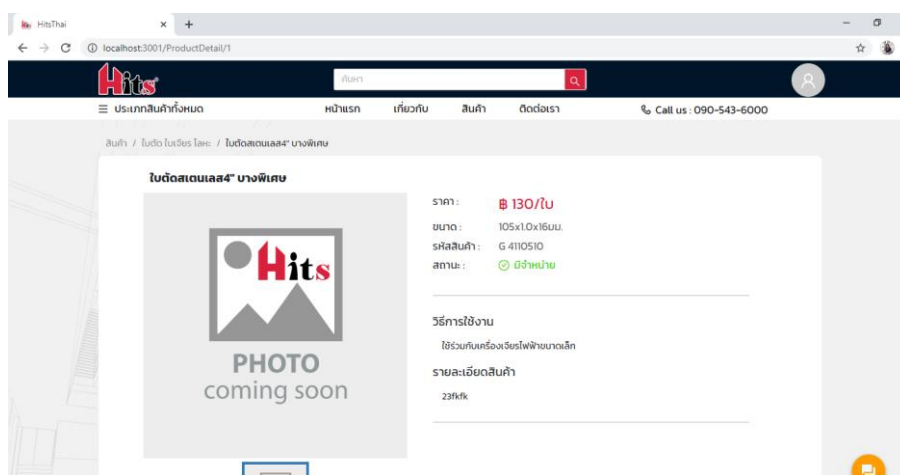 HitsThai
localhost:3001/ProductDetail/1
Hits
ค้นหา
ประเภทสินค้าทั้งหมด หน้าแรก เกี่ยวกับ สินค้า ติดต่อเรา Call us : 090-543-6000
สินค้า / ใบตัด ใบเจียร โลหะ / ใบตัดสเตนเลส4" บางพิเศษ
ใบตัดสเตนเลส4" บางพิเศษ
Hits
PHOTO
coming soon
ราคา : ฿ 130/ใบ
ขนาด : 105x1.0x16มม.
รหัสสินค้า : G 4110510
สถานะ : มีจำหน่าย
วิธีการใช้งาน
ใช้ร่วมกับเครื่องเจียรไฟฟ้าขนาดเล็ก
รายละเอียดสินค้า
23fkfk